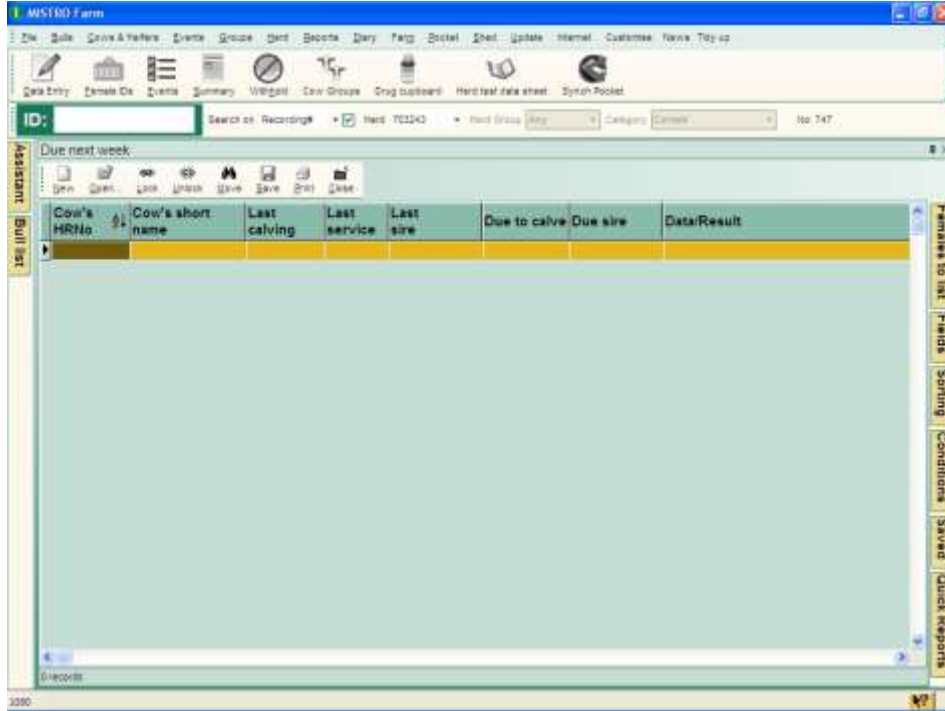 MISTRO Farm
File Bulls Cows & heifers Events Groups Herd Reports Diary Farm Pocket Shed Update Internet Customise News Tidy up
Data Entry Female IDs Events Summary Withhold Cow Groups Drug cupboard Herd test data sheet Synch Pocket
ID: Search on Recording# Herd 703243 Herd Group Any Category No: 747
Assistant
Bull list
Due next week
New Open Lock Unlock Move Save Print Close
Cow's HRNo Cow's short name Last calving Last service Last sire Due to calve Due sire Data/Result
Females to list
Fields
Sorting
Conditions
Saved
Quick Reports
0 records